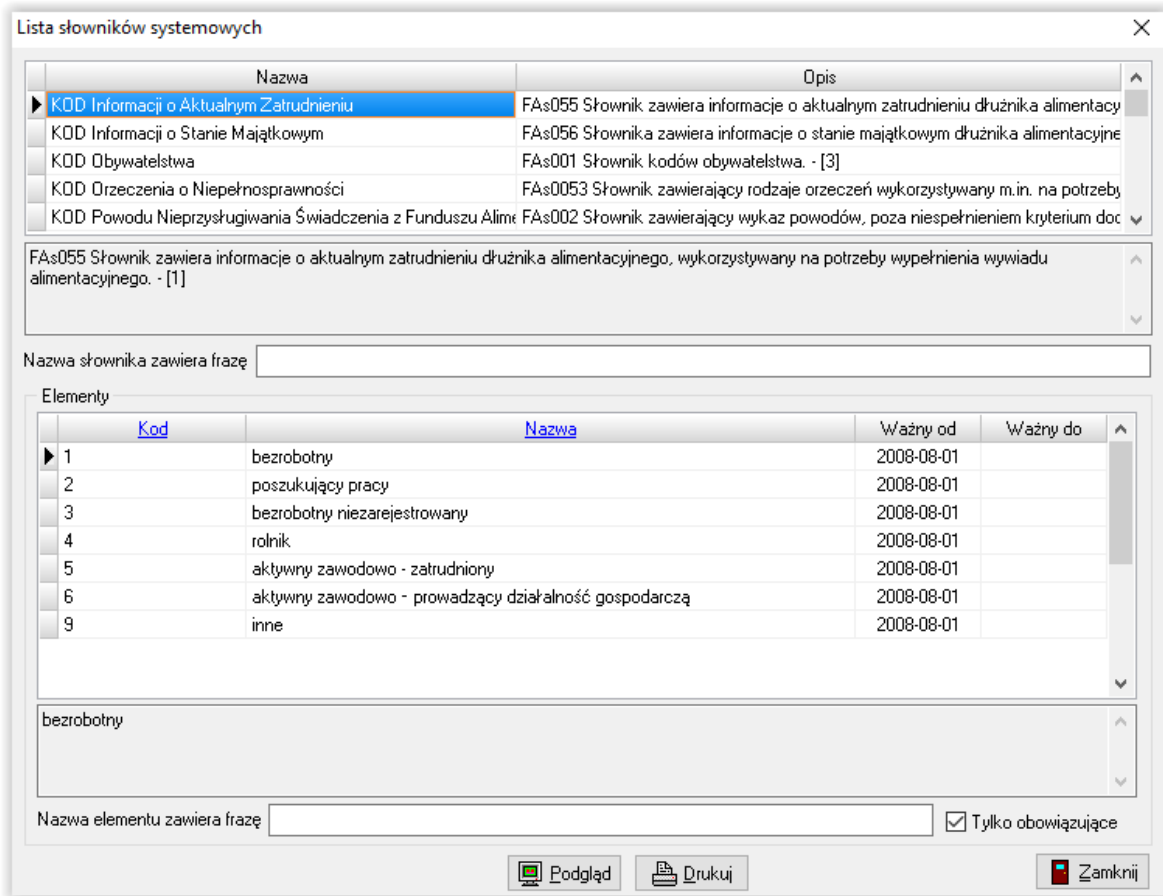 Lista słowników systemowych
Nazwa Opis
KOD Informacji o Aktualnym Zatrudnieniu FAs055 Słownik zawiera informacje o aktualnym zatrudnieniu dłużnika alimentacy
KOD Informacji o Stanie Majątkowym FAs056 Słownika zawiera informacje o stanie majątkowym dłużnika alimentacyjne
KOD Obywatelstwa FAs001 Słownik kodów obywatelstwa. - [3]
KOD Orzeczenia o Niepełnosprawności FAs0053 Słownik zawierający rodzaje orzeczeń wykorzystywany m.in. na potrzeby
KOD Powodu Nieprzysługiwania Świadczenia z Funduszu Alime FAs002 Słownik zawierający wykaz powodów, poza niespełnieniem kryterium doc
FAs055 Słownik zawiera informacje o aktualnym zatrudnieniu dłużnika alimentacyjnego, wykorzystywany na potrzeby wypełnienia wywiadu
alimentacyjnego. - [1]
Nazwa słownika zawiera frazę
Elementy
Kod Nazwa Ważny od Ważny do
1 bezrobotny 2008-08-01
2 poszukujący pracy 2008-08-01
3 bezrobotny niezarejestrowany 2008-08-01
4 rolnik 2008-08-01
5 aktywny zawodowo - zatrudniony 2008-08-01
6 aktywny zawodowo - prowadzący działalność gospodarczą 2008-08-01
9 inne 2008-08-01
bezrobotny
Nazwa elementu zawiera frazę Tylko obowiązujące
Podgląd Drukuj Zamknij